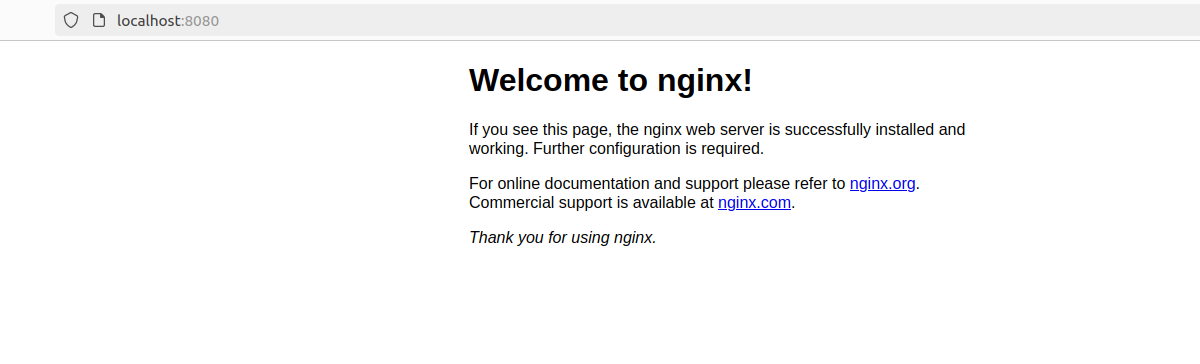 localhost:8080
Welcome to nginx!
If you see this page, the nginx web server is successfully installed and
working. Further configuration is required.
For online documentation and support please refer to nginx.org.
Commercial support is available at nginx.com.
Thank you for using nginx.